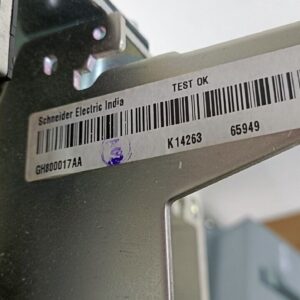 Schneider Electric India
TEST OK
GH800017AA
K14263
65949